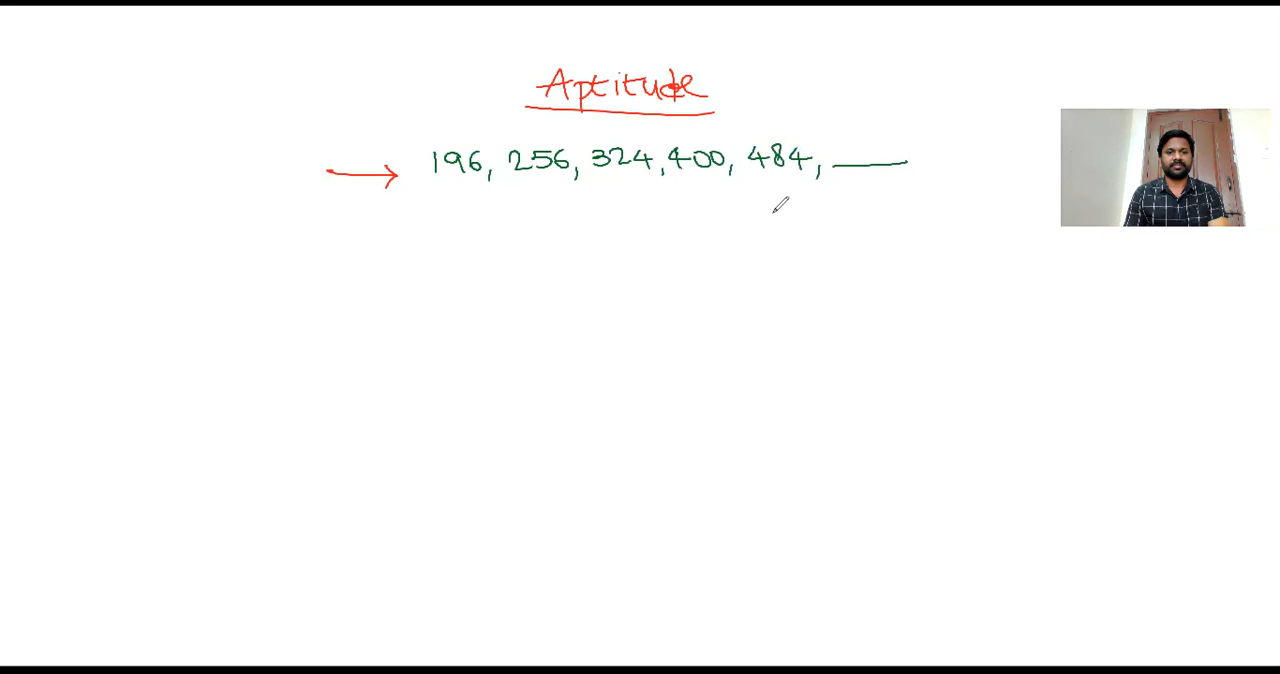 Aptitude
→ 196, 256, 324, 400, 484, ____